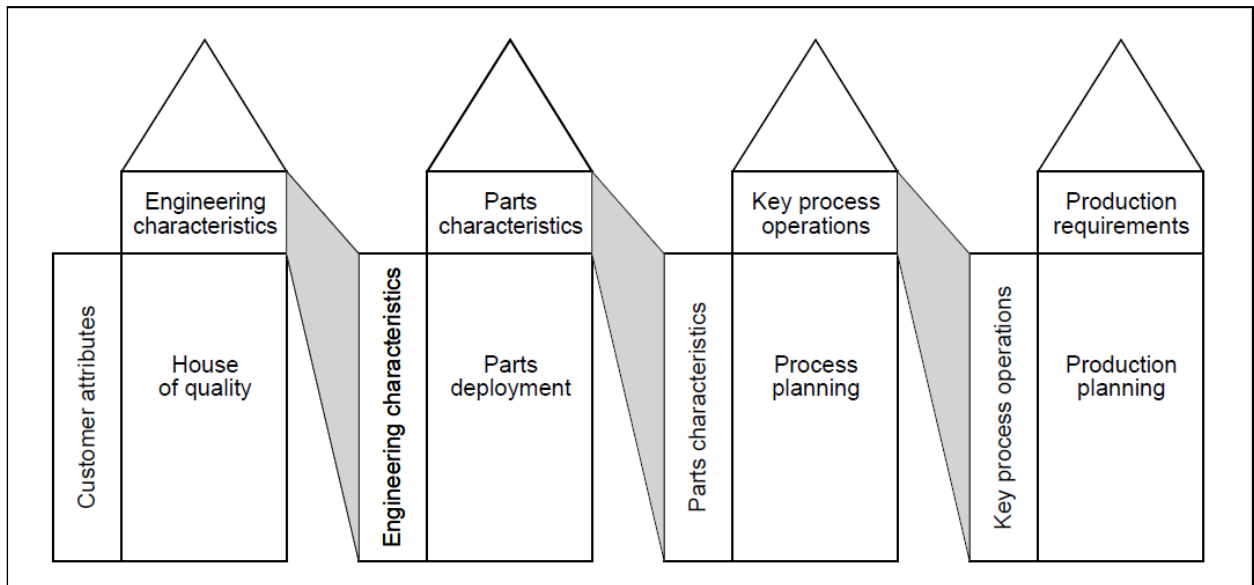 Engineering
characteristics
Parts
characteristics
Key process
operations
Production
requirements
Customer attributes
House
of quality
Engineering characteristics
Parts
deployment
Parts characteristics
Process
planning
Key process operations
Production
planning